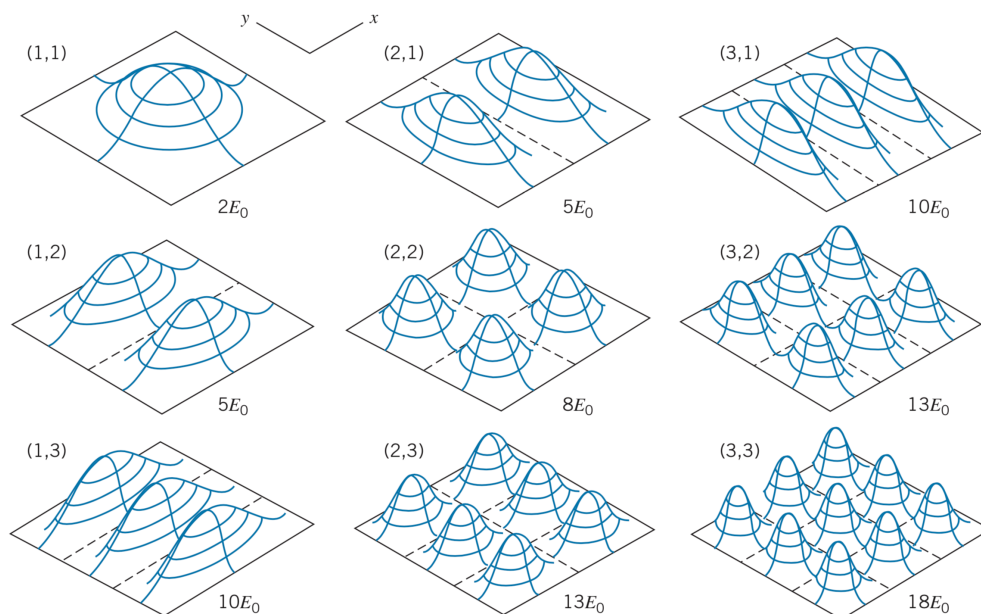 y x
(1,1) (2,1) (3,1)
2E₀ 5E₀ 10E₀
(1,2) (2,2) (3,2)
5E₀ 8E₀ 13E₀
(1,3) (2,3) (3,3)
10E₀ 13E₀ 18E₀